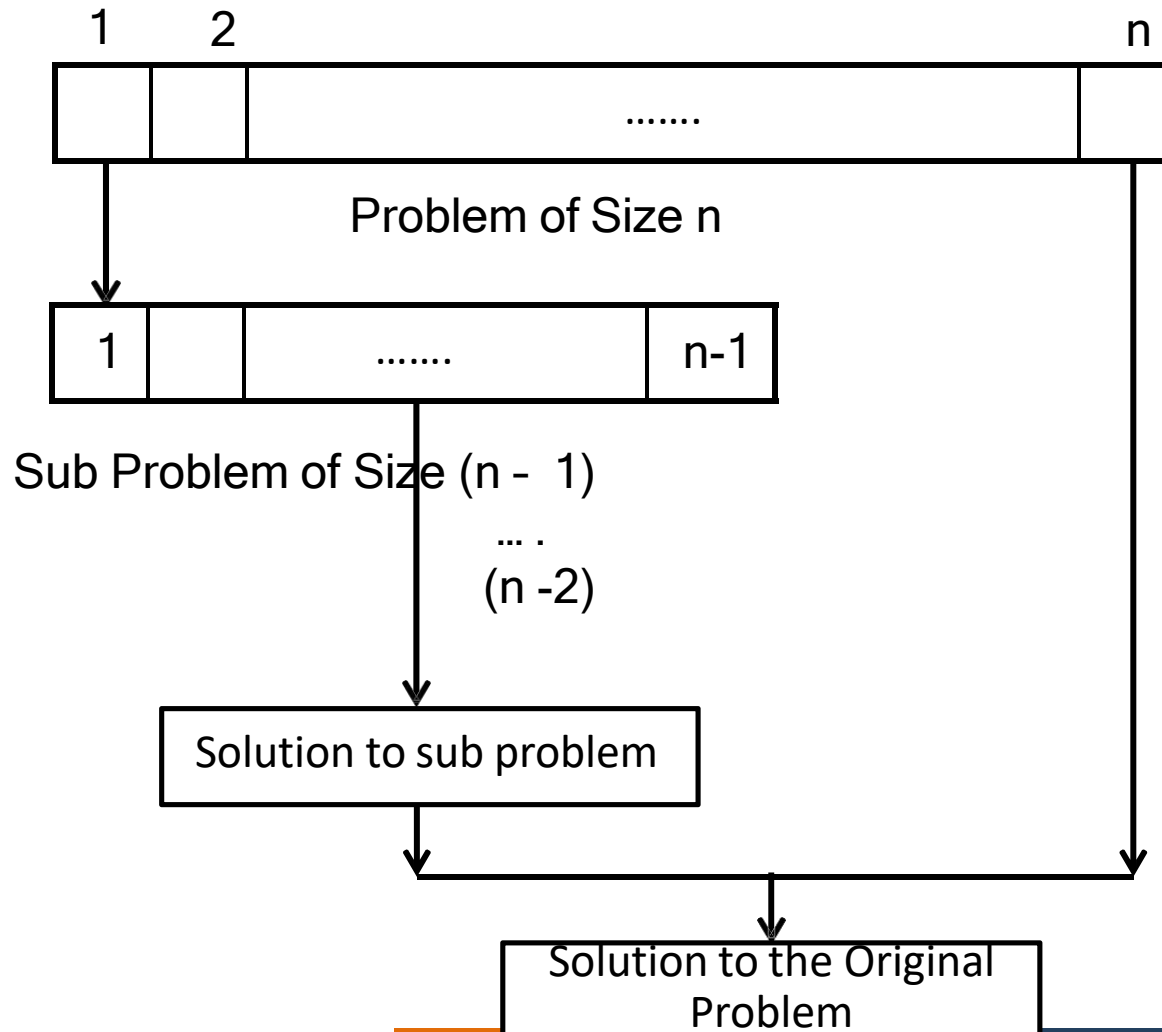 1 2 n
…….
Problem of Size n
1 ……. n-1
Sub Problem of Size (n - 1)
... .
(n -2)
Solution to sub problem
Solution to the Original
Problem